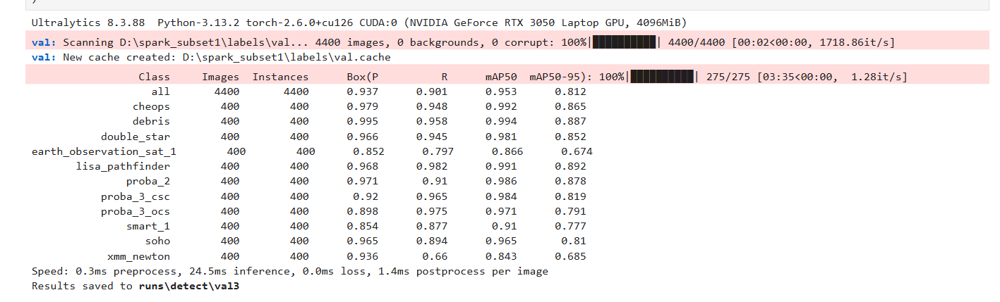 Ultralytics 8.3.88 Python-3.13.2 torch-2.6.0+cu126 CUDA:0 (NVIDIA GeForce RTX 3050 Laptop GPU, 4096MiB)
val: Scanning D:\spark_subset1\labels\val... 4400 images, 0 backgrounds, 0 corrupt: 100%|██████████| 4400/4400 [00:02<00:00, 1718.86it/s]
val: New cache created: D:\spark_subset1\labels\val.cache
Class Images Instances Box(P R mAP50 mAP50-95): 100%|██████████| 275/275 [03:35<00:00, 1.28it/s]
all 4400 4400 0.937 0.901 0.953 0.812
cheops 400 400 0.979 0.948 0.992 0.865
debris 400 400 0.995 0.958 0.994 0.887
double_star 400 400 0.966 0.945 0.981 0.852
earth_observation_sat_1 400 400 0.852 0.797 0.866 0.674
lisa_pathfinder 400 400 0.968 0.982 0.991 0.892
proba_2 400 400 0.971 0.91 0.986 0.878
proba_3_csc 400 400 0.92 0.965 0.984 0.819
proba_3_ocs 400 400 0.898 0.975 0.971 0.791
smart_1 400 400 0.854 0.877 0.91 0.777
soho 400 400 0.965 0.894 0.965 0.81
xmm_newton 400 400 0.936 0.66 0.843 0.685
Speed: 0.3ms preprocess, 24.5ms inference, 0.0ms loss, 1.4ms postprocess per image
Results saved to runs\detect\val3